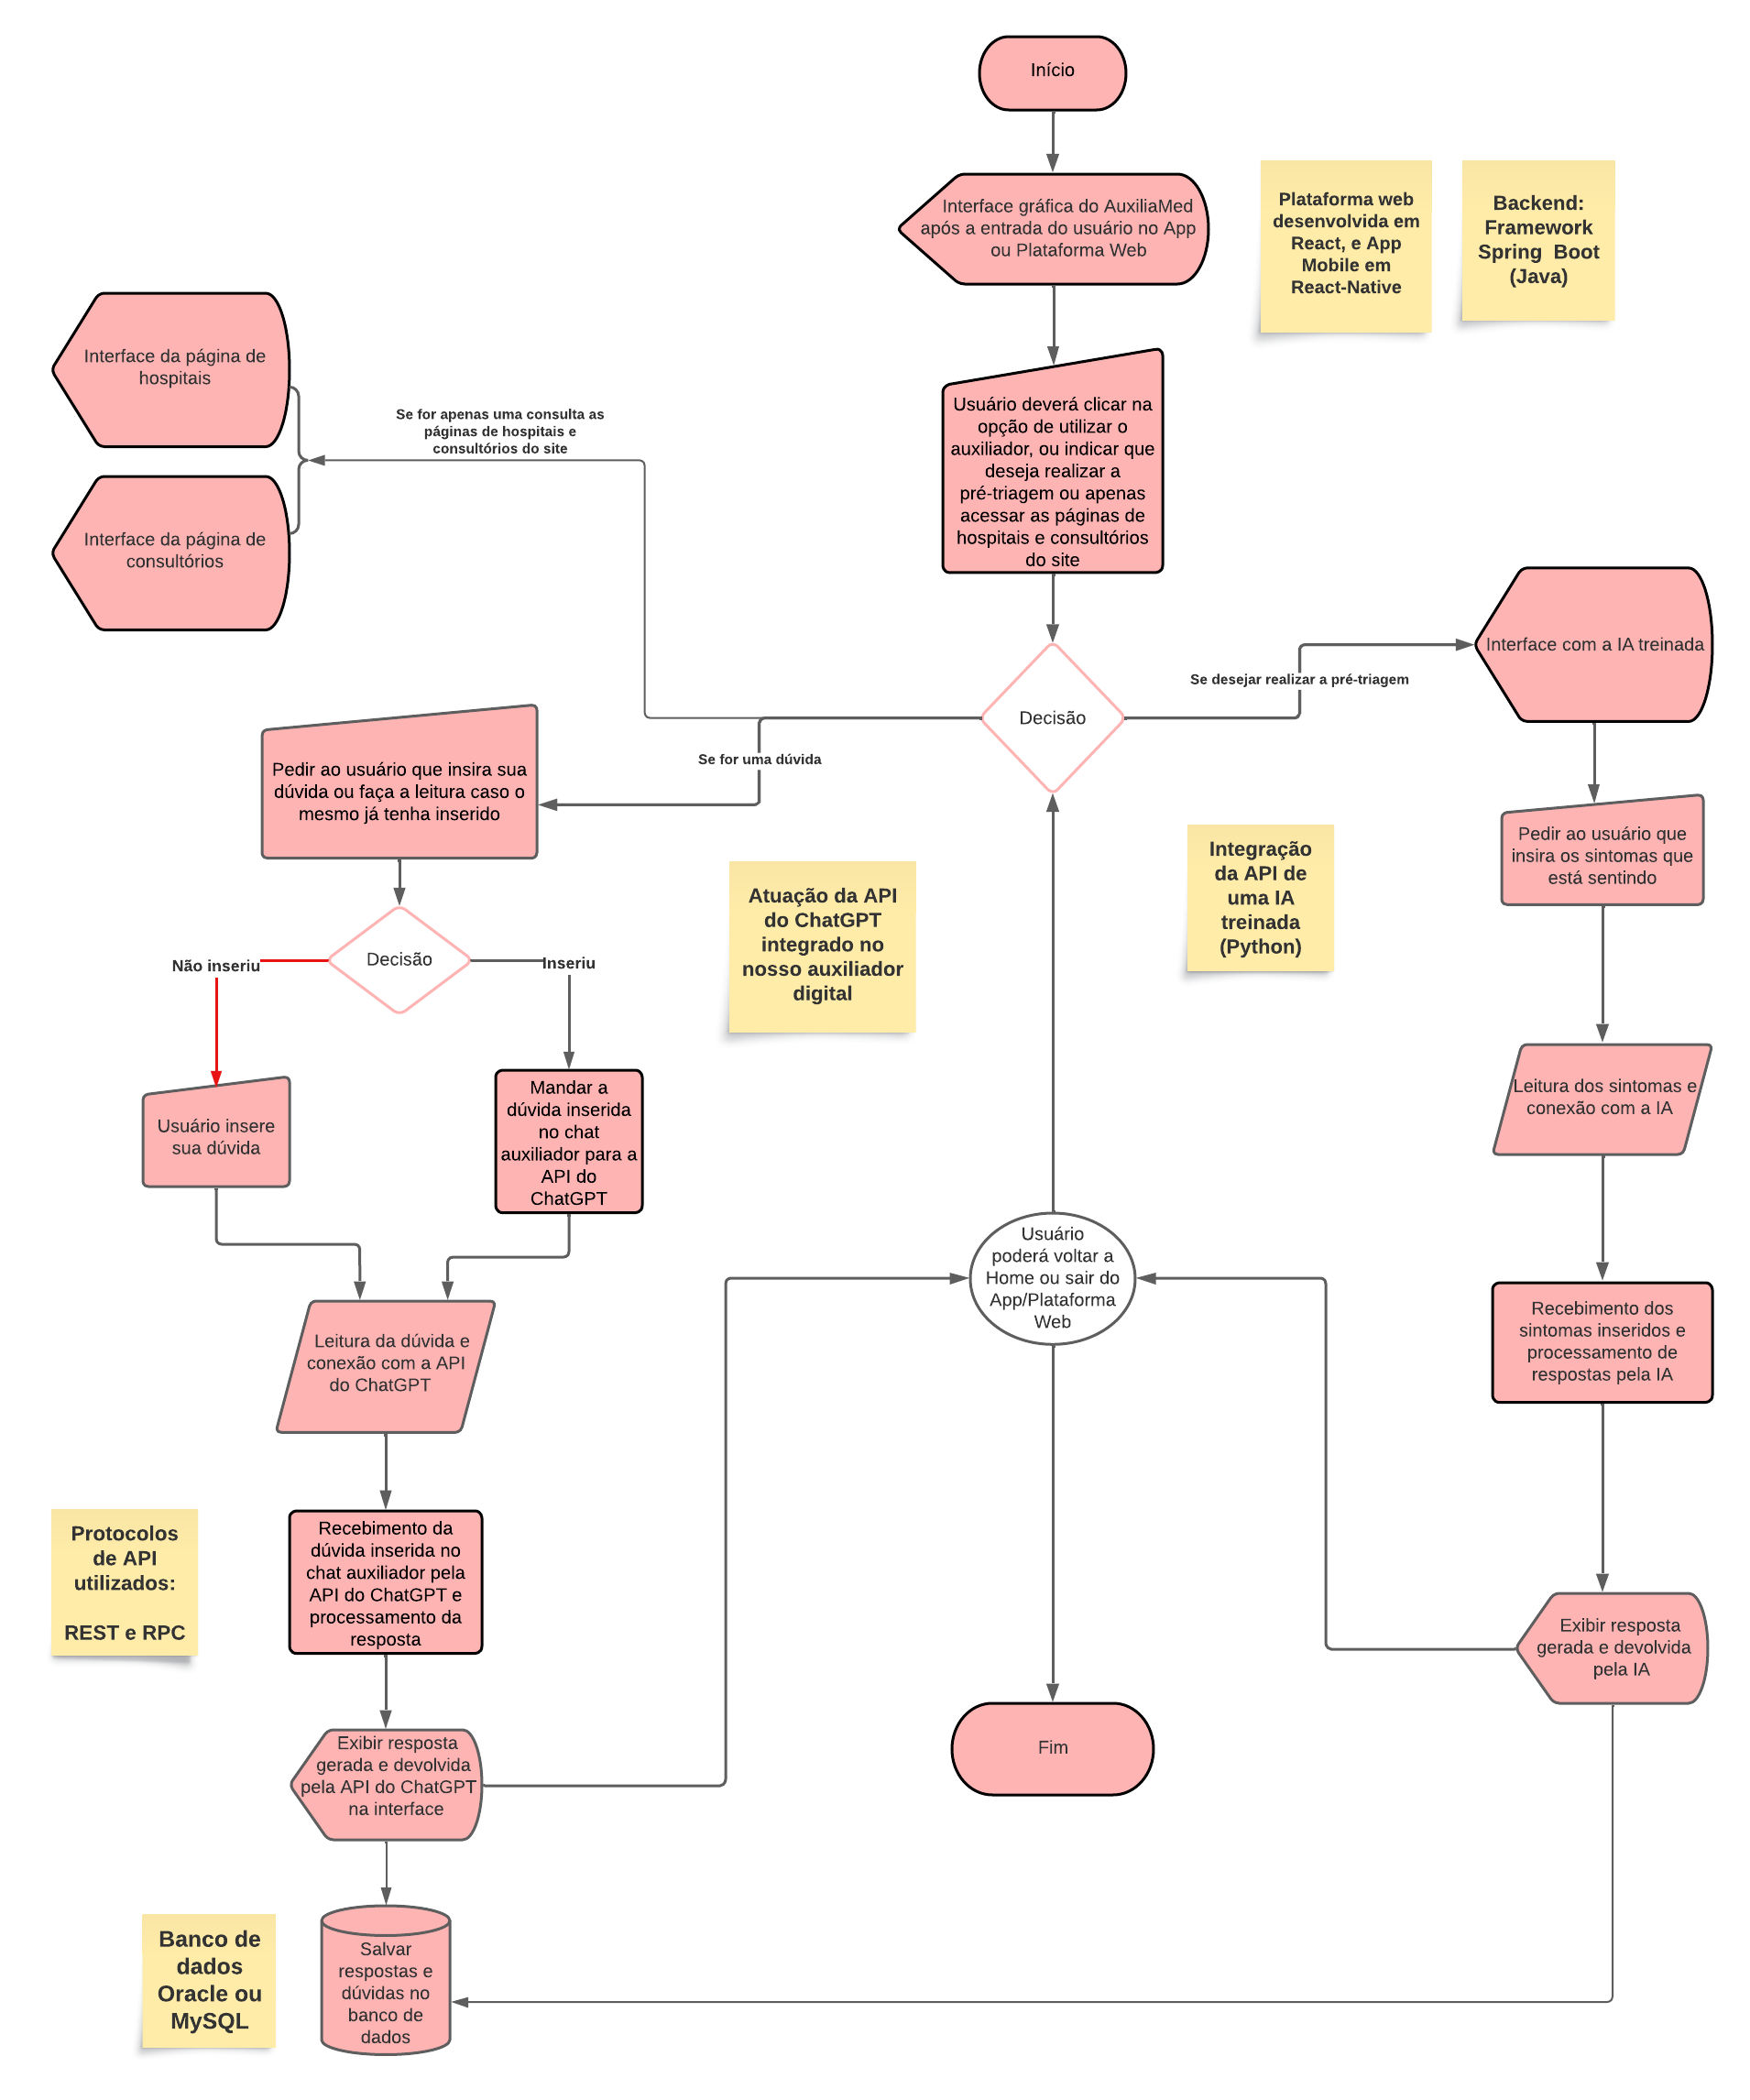 Início
Interface gráfica do AuxiliaMed
após a entrada do usuário no App
ou Plataforma Web
Plataforma web
desenvolvida em
React, e App
Mobile em
React-Native
Backend:
Framework
Spring Boot
(Java)
Interface da página de
hospitais
Interface da página de
consultórios
Se for apenas uma consulta as
páginas de hospitais e
consultórios do site
Usuário deverá clicar na
opção de utilizar o
auxiliador, ou indicar que
deseja realizar a
pré-triagem ou apenas
acessar as páginas de
hospitais e consultórios
do site
Decisão
Se desejar realizar a pré-triagem
Interface com a IA treinada
Se for uma dúvida
Pedir ao usuário que insira sua
dúvida ou faça a leitura caso o
mesmo já tenha inserido
Decisão
Não inseriu
Inseriu
Atuação da API
do ChatGPT
integrado no
nosso auxiliador
digital
Integração
da API de
uma IA
treinada
(Python)
Pedir ao usuário que
insira os sintomas que
está sentindo
Usuário insere
sua dúvida
Mandar a
dúvida inserida
no chat
auxiliador para a
API do
ChatGPT
Leitura dos sintomas e
conexão com a IA
Usuário
poderá voltar a
Home ou sair do
App/Plataforma
Web
Leitura da dúvida e
conexão com a API
do ChatGPT
Recebimento dos
sintomas inseridos e
processamento de
respostas pela IA
Protocolos
de API
utilizados:
REST e RPC
Recebimento da
dúvida inserida no
chat auxiliador pela
API do ChatGPT e
processamento da
resposta
Exibir resposta
gerada e devolvida
pela IA
Fim
Exibir resposta
gerada e devolvida
pela API do ChatGPT
na interface
Banco de
dados
Oracle ou
MySQL
Salvar
respostas e
dúvidas no
banco de
dados